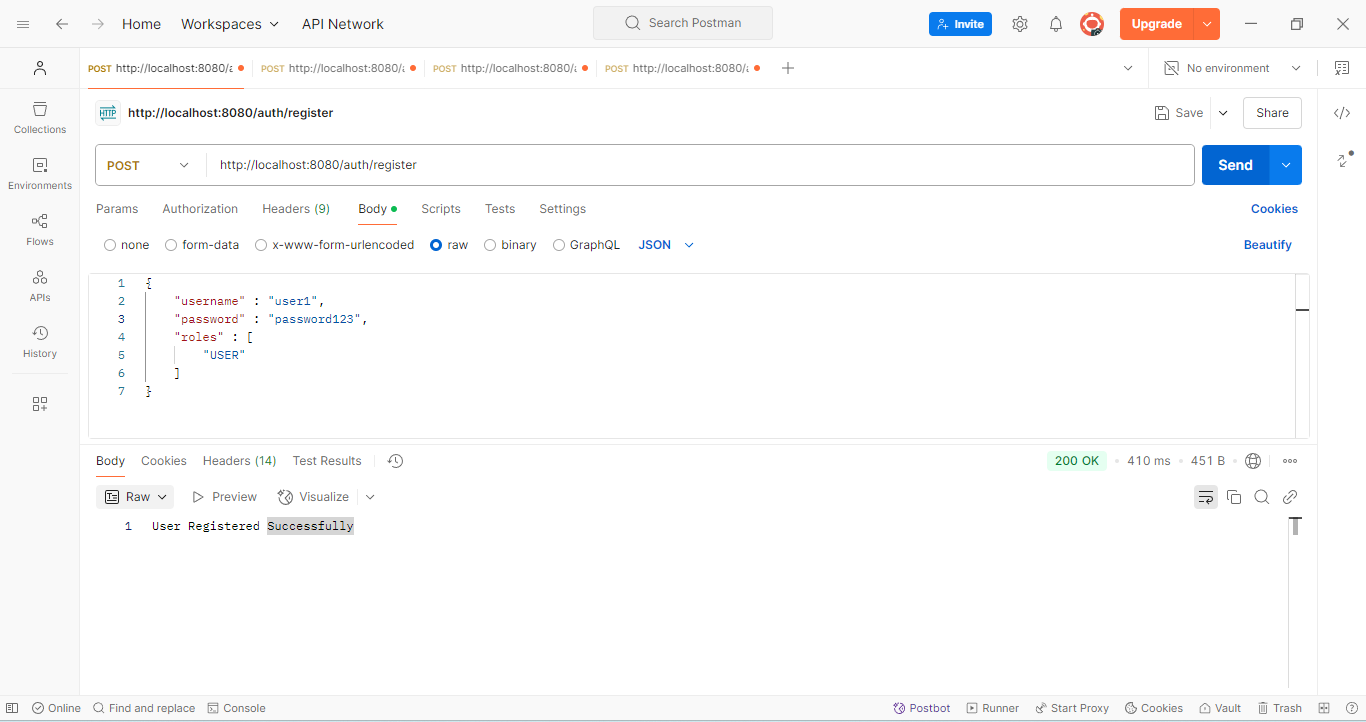 Home Workspaces API Network Search Postman Invite Upgrade
POST http://localhost:8080/a POST http://localhost:8080/a POST http://localhost:8080/a POST http://localhost:8080/a No environment
HTTP http://localhost:8080/auth/register Save Share
POST http://localhost:8080/auth/register Send
Params Authorization Headers (9) Body Scripts Tests Settings Cookies
none form-data x-www-form-urlencoded raw binary GraphQL JSON Beautify
Collections
Environments
Flows
APIs
History
1 {
2 "username" : "user1",
3 "password" : "password123",
4 "roles" : [
5 "USER"
6 ]
7 }
Body Cookies Headers (14) Test Results 200 OK • 410 ms • 451 B
Raw Preview Visualize
1 User Registered Successfully
Online Find and replace Console Postbot Runner Start Proxy Cookies Vault Trash